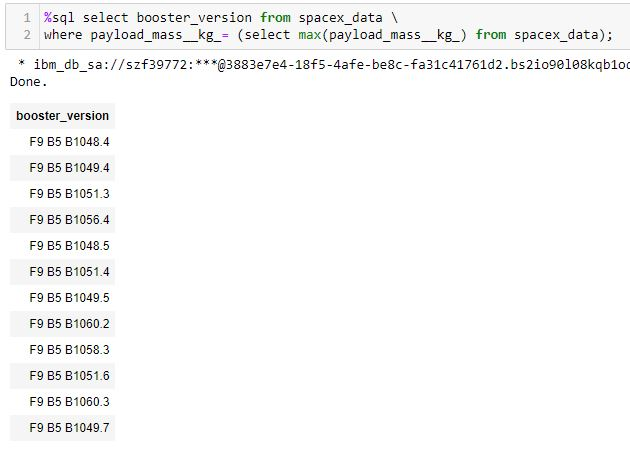 1 %sql select booster_version from spacex_data \
2 where payload_mass__kg_= (select max(payload_mass__kg_) from spacex_data);
* ibm_db_sa://szf39772:***@3883e7e4-18f5-4afe-be8c-fa31c41761d2.bs2io90l08kqb1od
Done.
booster_version
F9 B5 B1048.4
F9 B5 B1049.4
F9 B5 B1051.3
F9 B5 B1056.4
F9 B5 B1048.5
F9 B5 B1051.4
F9 B5 B1049.5
F9 B5 B1060.2
F9 B5 B1058.3
F9 B5 B1051.6
F9 B5 B1060.3
F9 B5 B1049.7